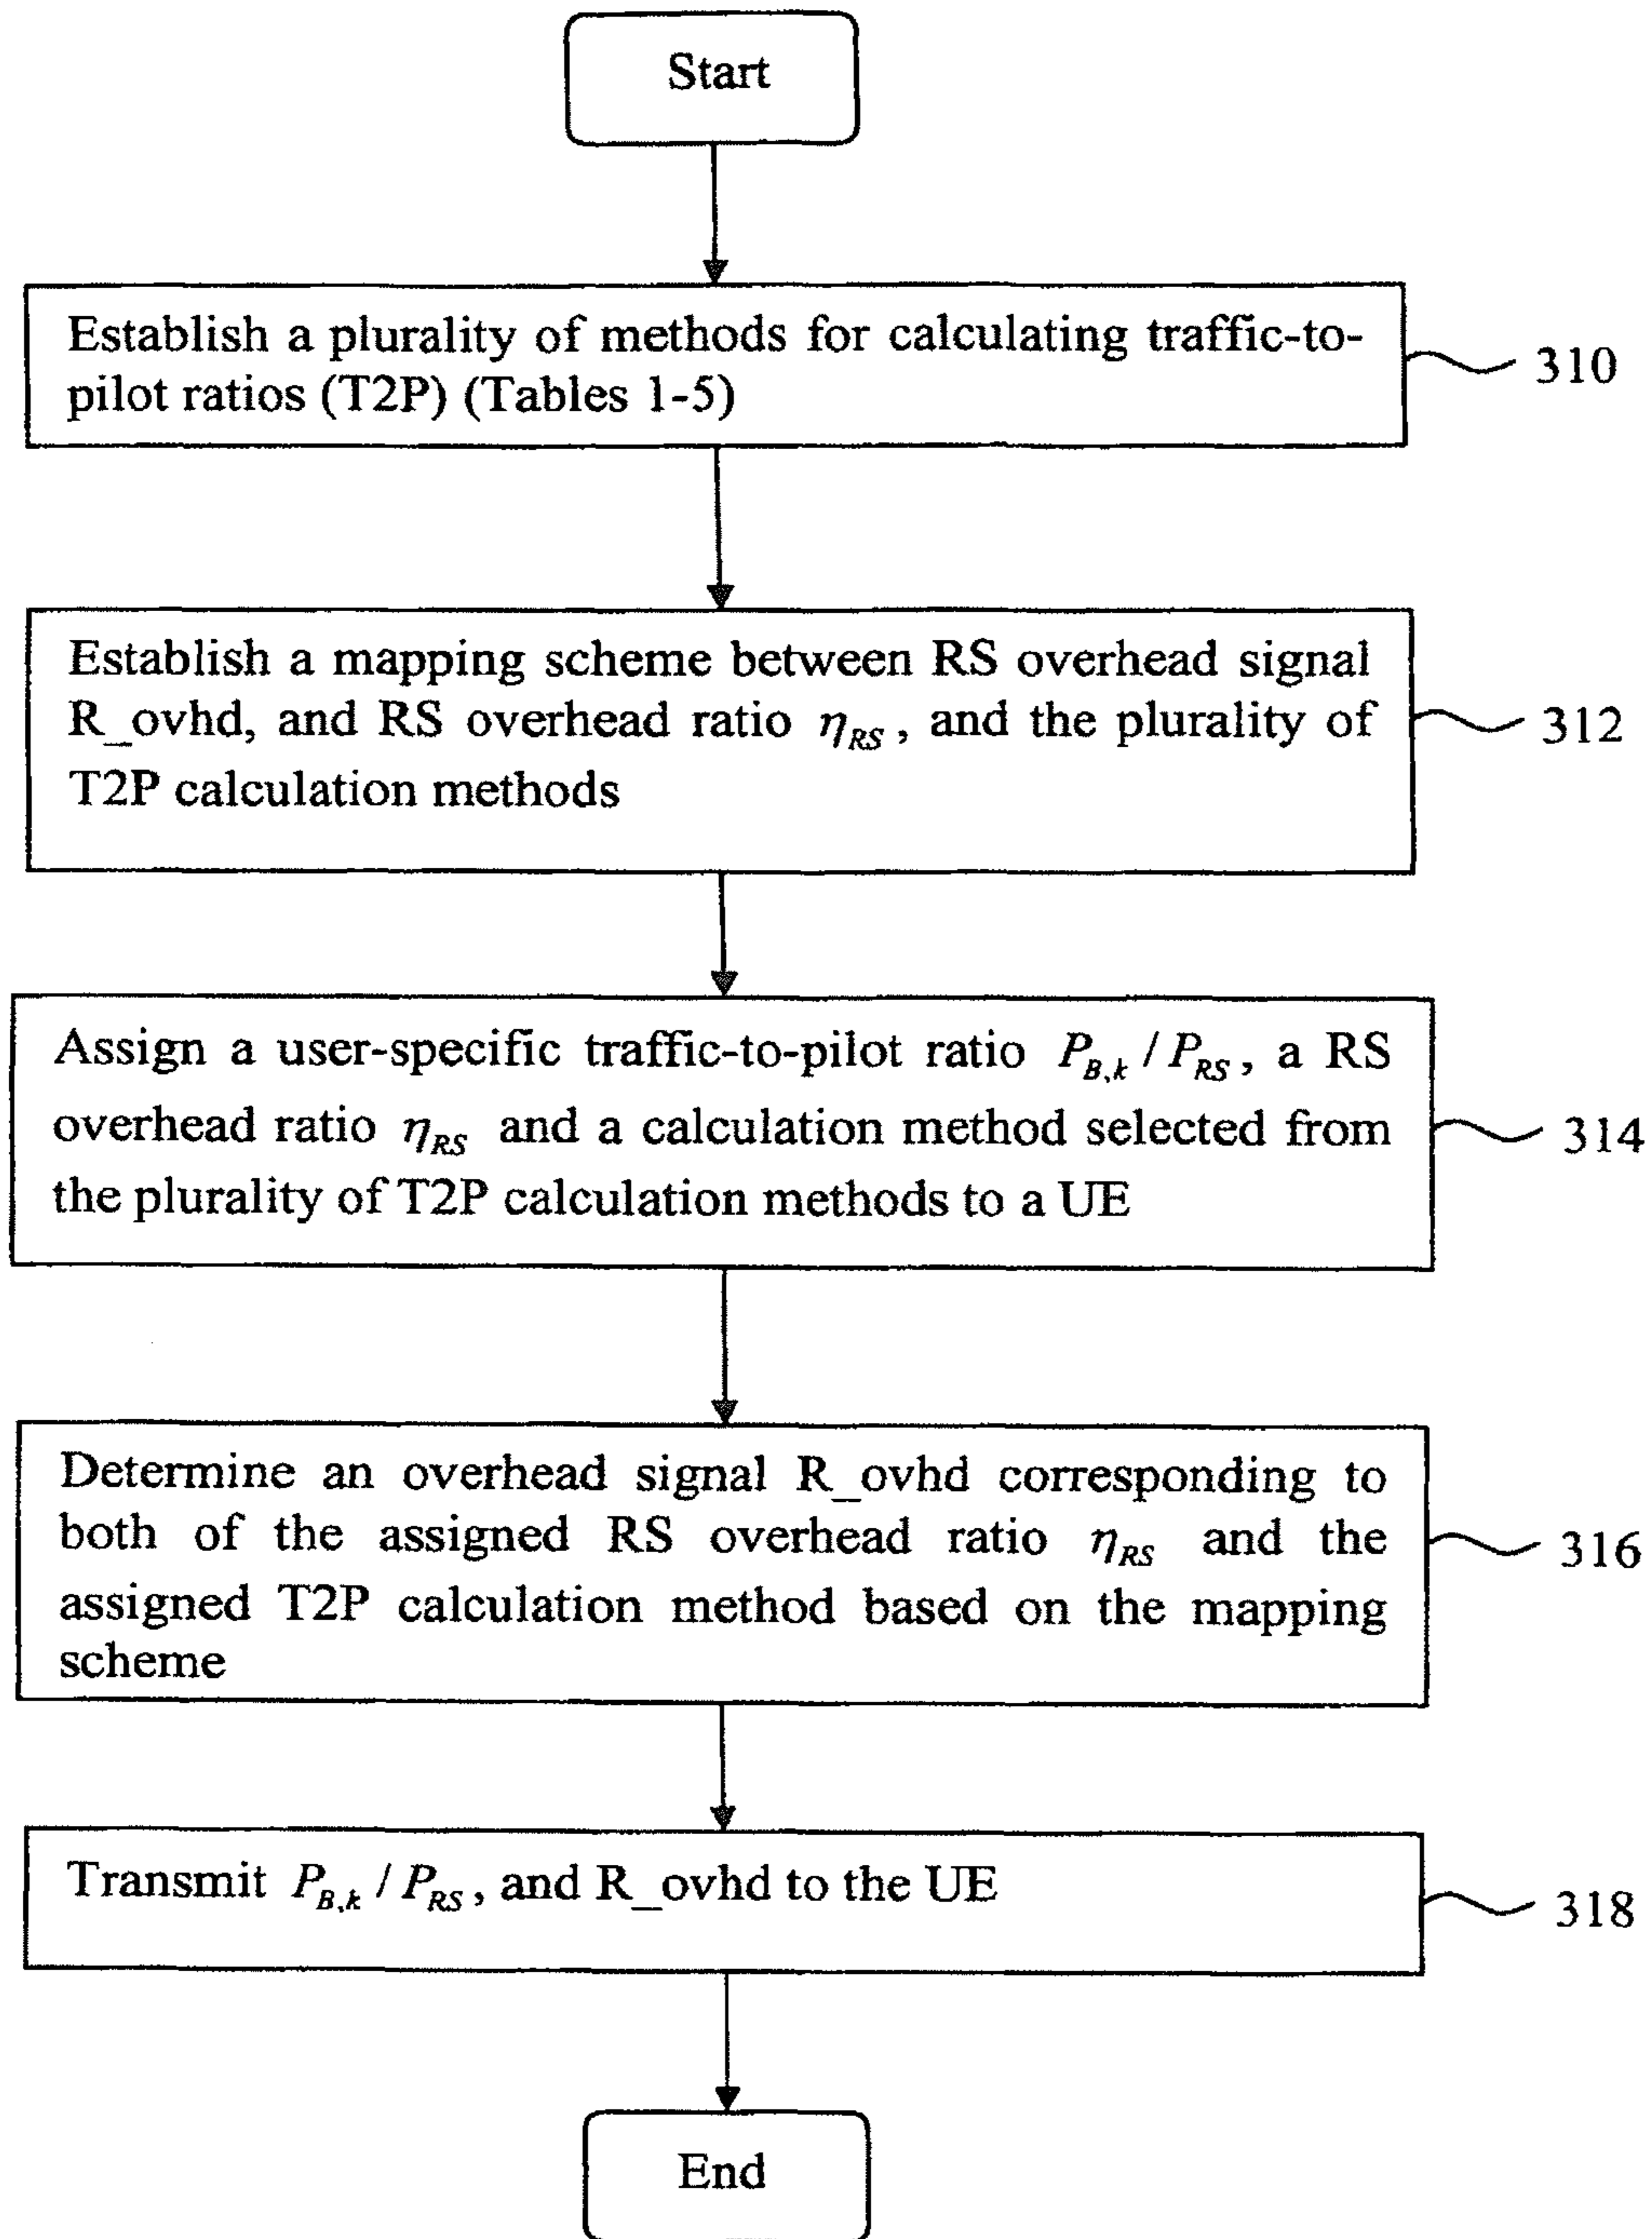 Start
Establish a plurality of methods for calculating traffic-to-
pilot ratios (T2P) (Tables 1-5)
310
Establish a mapping scheme between RS overhead signal
R_ovhd, and RS overhead ratio η_RS, and the plurality of
T2P calculation methods
312
Assign a user-specific traffic-to-pilot ratio P_B,k / P_RS, a RS
overhead ratio η_RS and a calculation method selected from
the plurality of T2P calculation methods to a UE
314
Determine an overhead signal R_ovhd corresponding to
both of the assigned RS overhead ratio η_RS and the
assigned T2P calculation method based on the mapping
scheme
316
Transmit P_B,k / P_RS, and R_ovhd to the UE
318
End